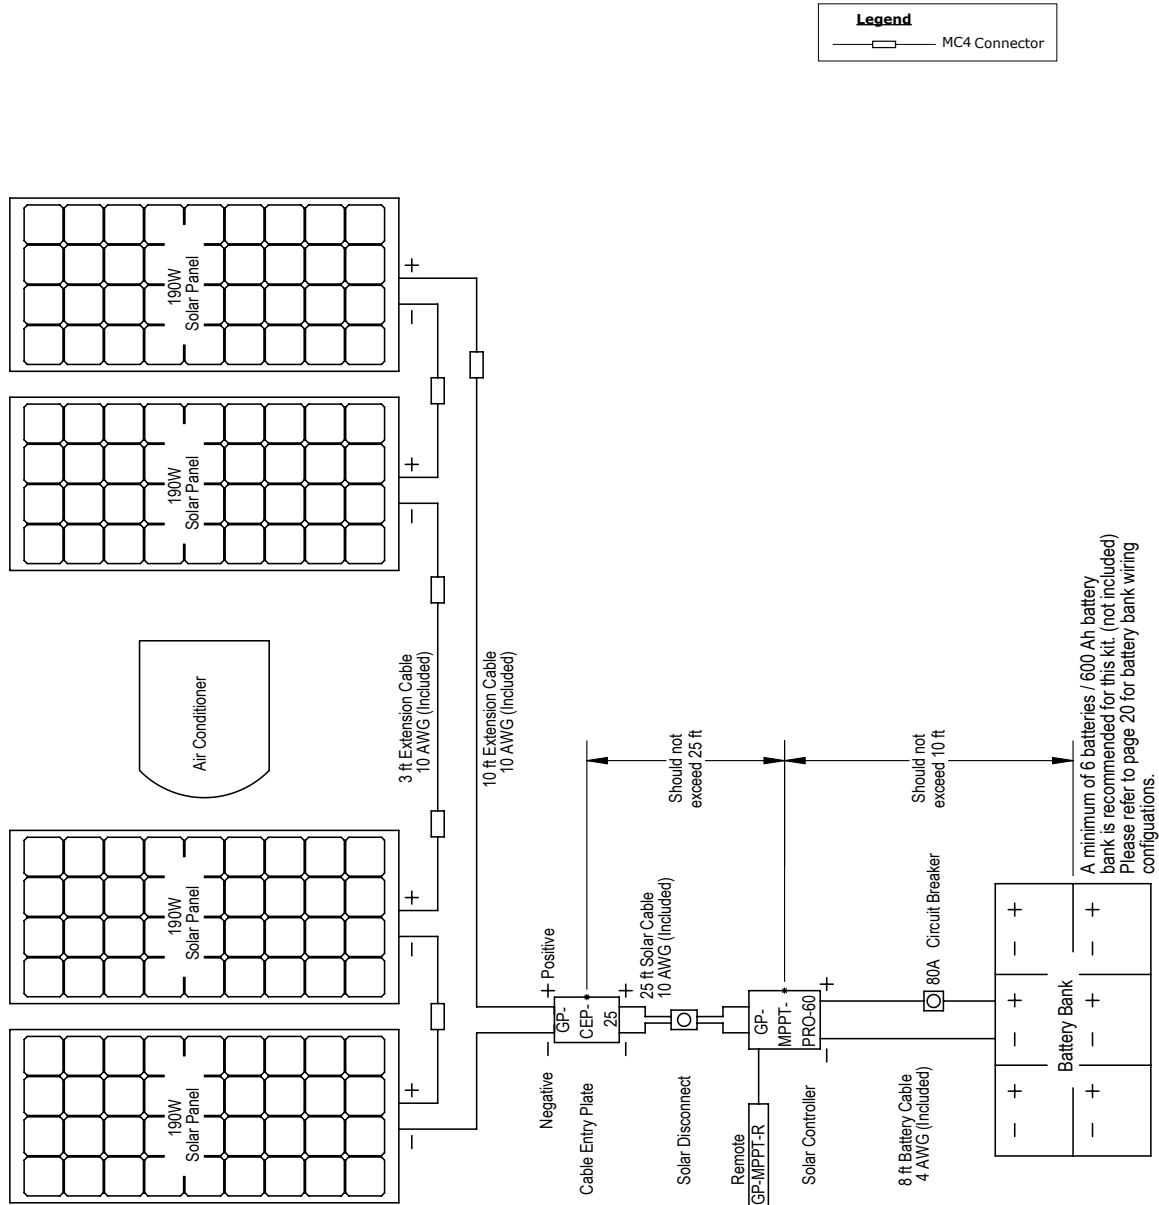 Legend
MC4 Connector
190W
Solar Panel
+
−
190W
Solar Panel
+
−
Air Conditioner
3 ft Extension Cable
10 AWG (Included)
10 ft Extension Cable
10 AWG (Included)
190W
Solar Panel
+
−
190W
Solar Panel
+
−
Negative
−
+ Positive
GP-
CEP-
25
*
−
+
Cable Entry Plate
Should not
exceed 25 ft
25 ft Solar Cable
10 AWG (Included)
Solar Disconnect
Remote
GP-MPPT-R
GP-
MPPT-
PRO-60
*
−
+
Solar Controller
Should not
exceed 10 ft
8 ft Battery Cable
4 AWG (Included)
80A Circuit Breaker
Battery Bank
− +
− +
− +
− +
− +
− +
A minimum of 6 batteries / 600 Ah battery
bank is recommended for this kit. (not included)
Please refer to page 20 for battery bank wiring
configuations.